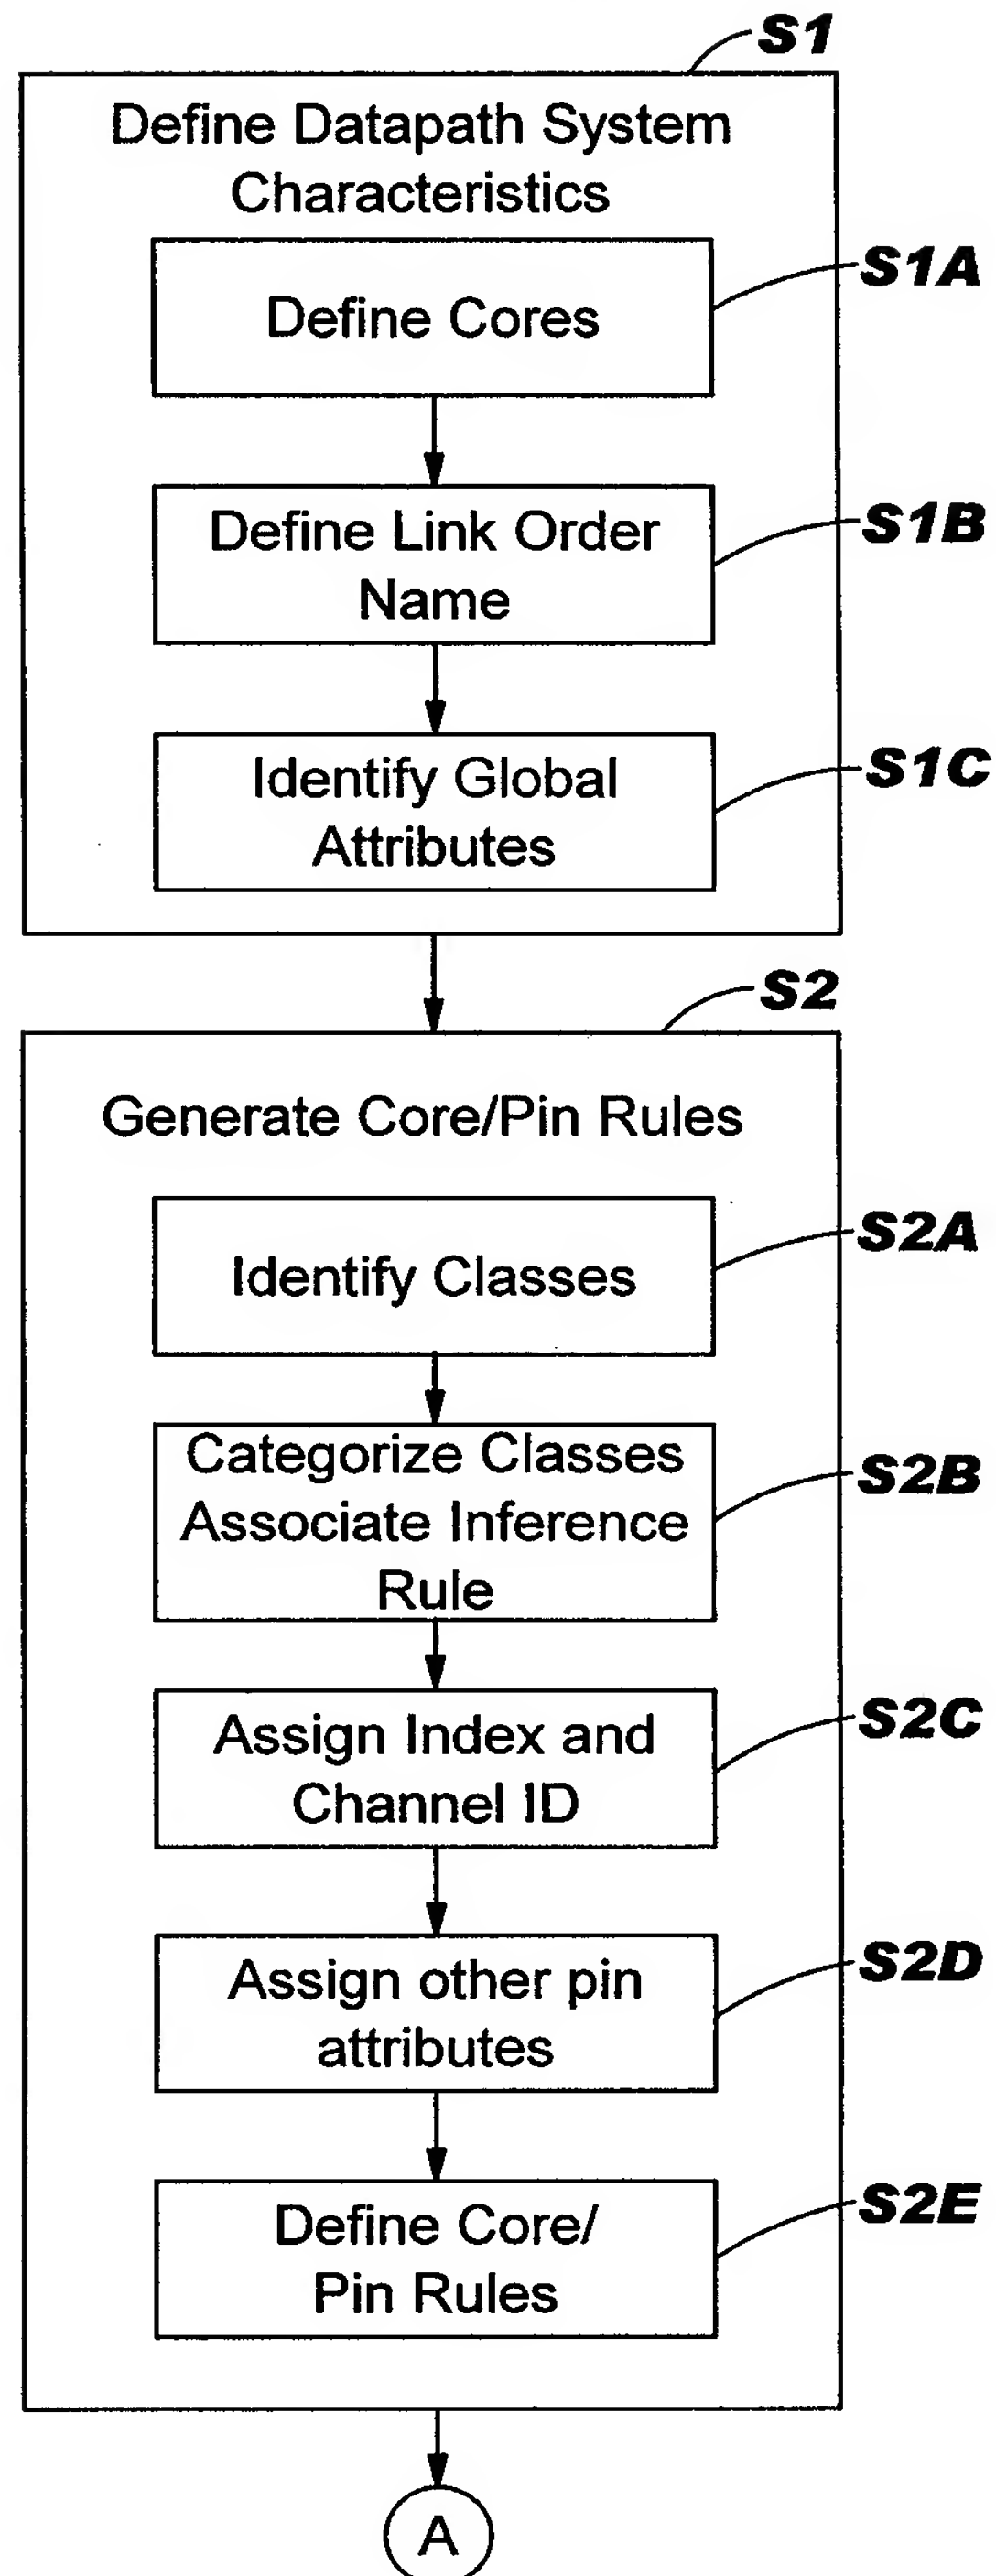 S1
Define Datapath System
Characteristics
S1A
Define Cores
S1B
Define Link Order
Name
S1C
Identify Global
Attributes
S2
Generate Core/Pin Rules
S2A
Identify Classes
S2B
Categorize Classes
Associate Inference
Rule
S2C
Assign Index and
Channel ID
S2D
Assign other pin
attributes
S2E
Define Core/
Pin Rules
A